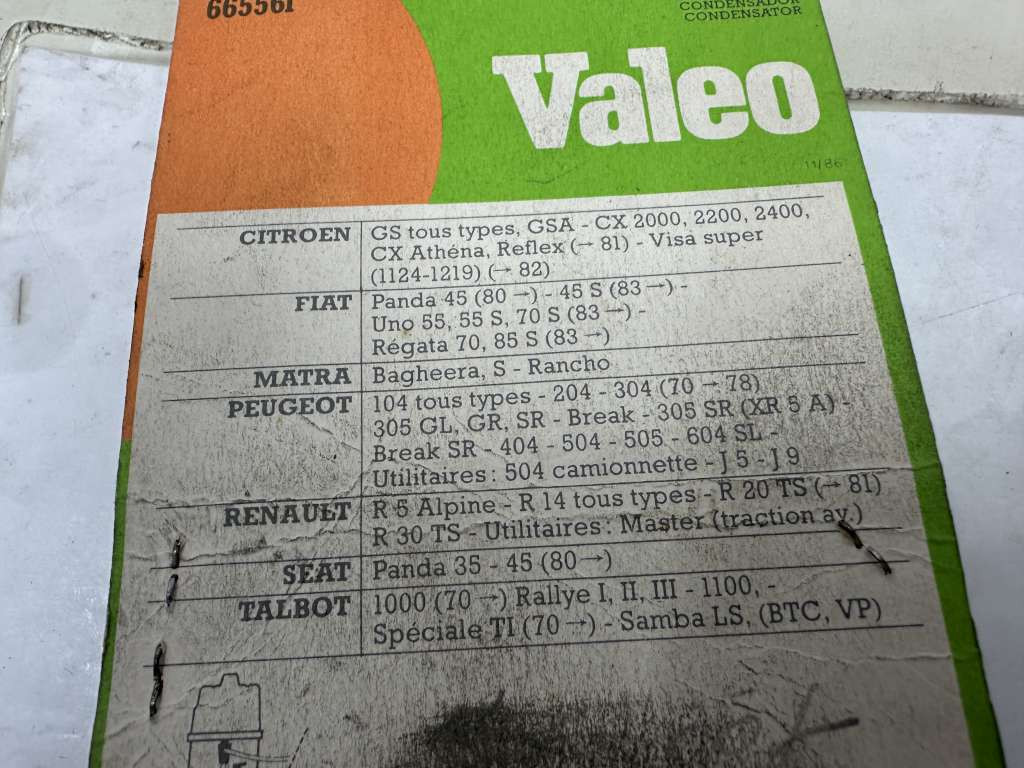 665561
CONDENSADOR
CONDENSATOR
Valeo
11/86
CITROEN GS tous types, GSA - CX 2000, 2200, 2400,
CX Athéna, Reflex (→ 81) - Visa super
(1124-1219) (→ 82)
FIAT Panda 45 (80 →) - 45 S (83 →) -
Uno 55, 55 S, 70 S (83 →) -
Régata 70, 85 S (83 →)
MATRA Bagheera, S - Rancho
PEUGEOT 104 tous types - 204 - 304 (70 → 78)
305 GL, GR, SR - Break - 305 SR (XR 5 A) -
Break SR - 404 - 504 - 505 - 604 SL -
Utilitaires : 504 camionnette - J 5 - J 9
RENAULT R 5 Alpine - R 14 tous types - R 20 TS (→ 81)
R 30 TS - Utilitaires : Master (traction av.)
SEAT Panda 35 - 45 (80 →)
TALBOT 1000 (70 →) Rallye I, II, III - 1100, -
Spéciale TI (70 →) - Samba LS, (BTC, VP)